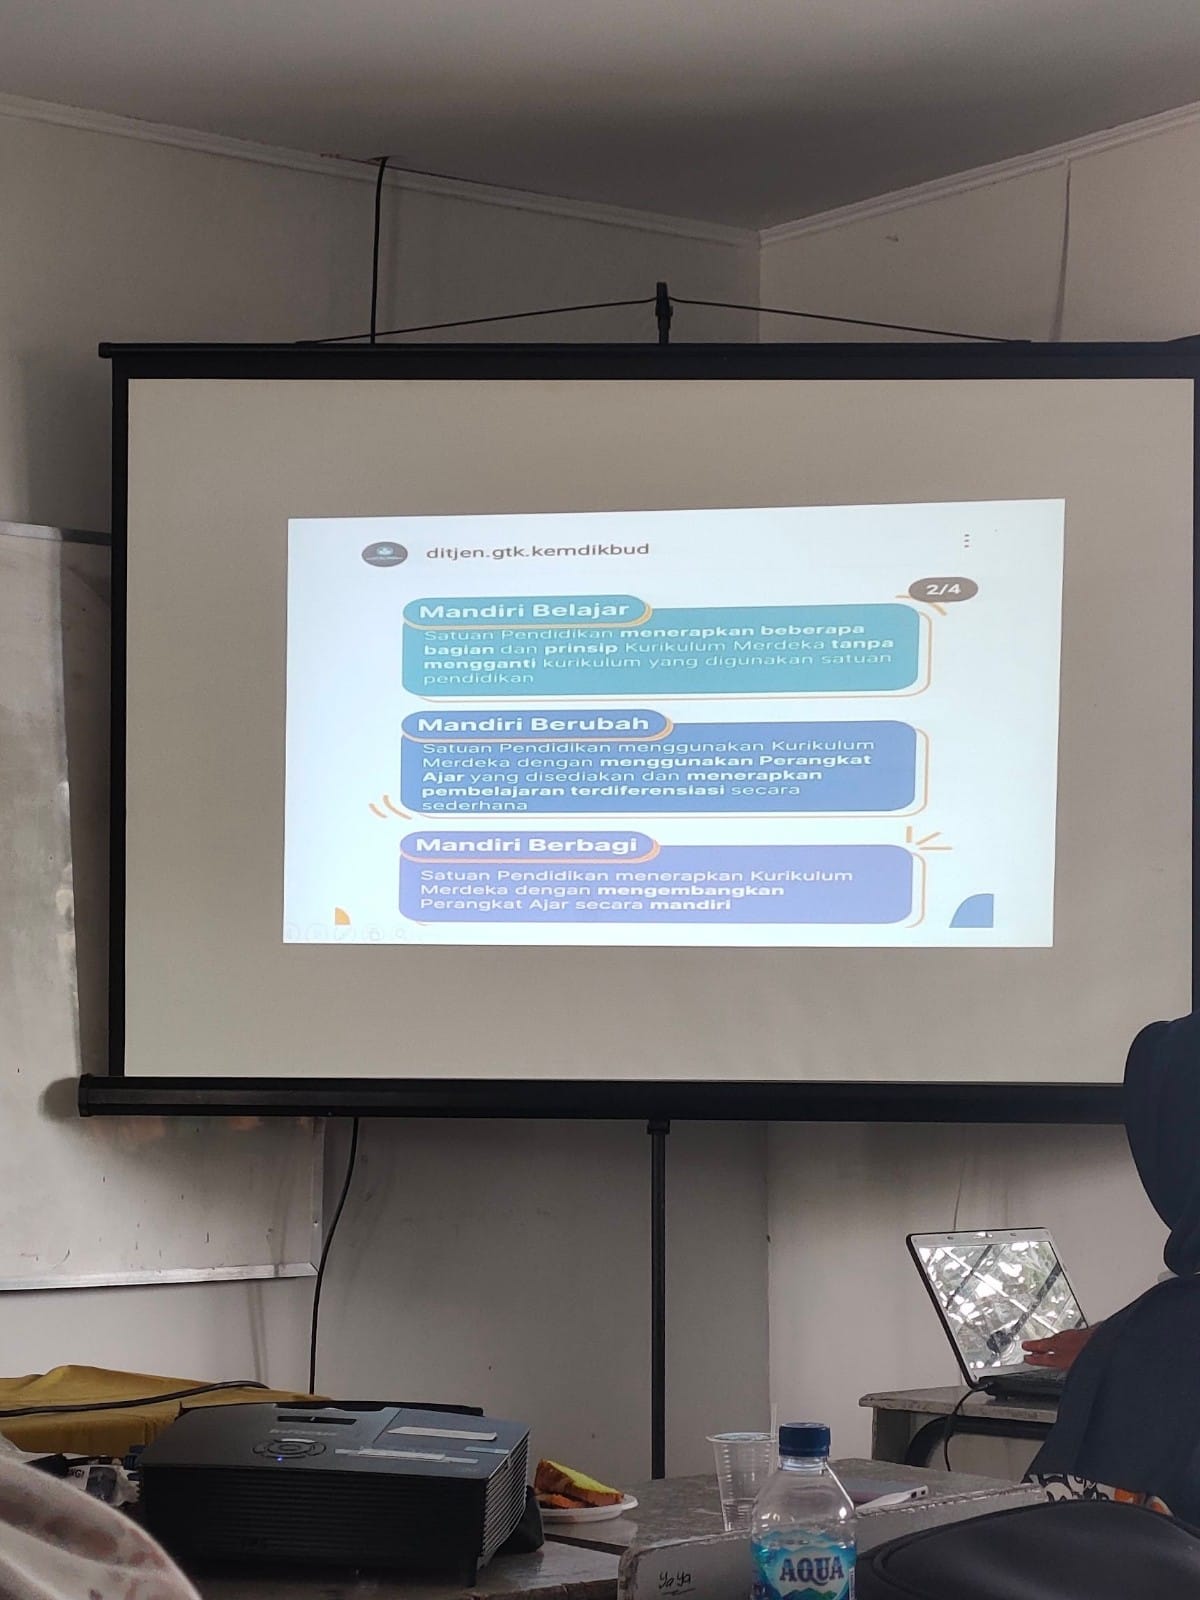 ditjen.gtk.kemdikbud
2/4
Mandiri Belajar
Satuan Pendidikan menerapkan beberapa
bagian dan prinsip Kurikulum Merdeka tanpa
mengganti kurikulum yang digunakan satuan
pendidikan
Mandiri Berubah
Satuan Pendidikan menggunakan Kurikulum
Merdeka dengan menggunakan Perangkat
Ajar yang disediakan dan menerapkan
pembelajaran terdiferensiasi secara
sederhana
Mandiri Berbagi
Satuan Pendidikan menerapkan Kurikulum
Merdeka dengan mengembangkan
Perangkat Ajar secara mandiri
AQUA
yaya